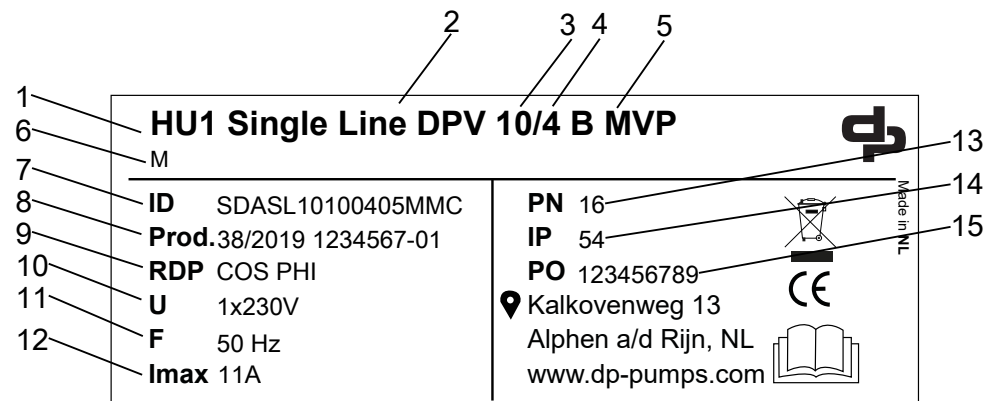 2 3 4 5
1
HU1 Single Line DPV 10/4 B MVP
6
M
dp
13
7
ID SDASL10100405MMC
PN 16
14
8
Prod. 38/2019 1234567-01
IP 54
15
9
RDP COS PHI
PO 123456789
Made in NL
10
U 1x230V
Kalkovenweg 13
CE
11
F 50 Hz
Alphen a/d Rijn, NL
12
Imax 11A
www.dp-pumps.com